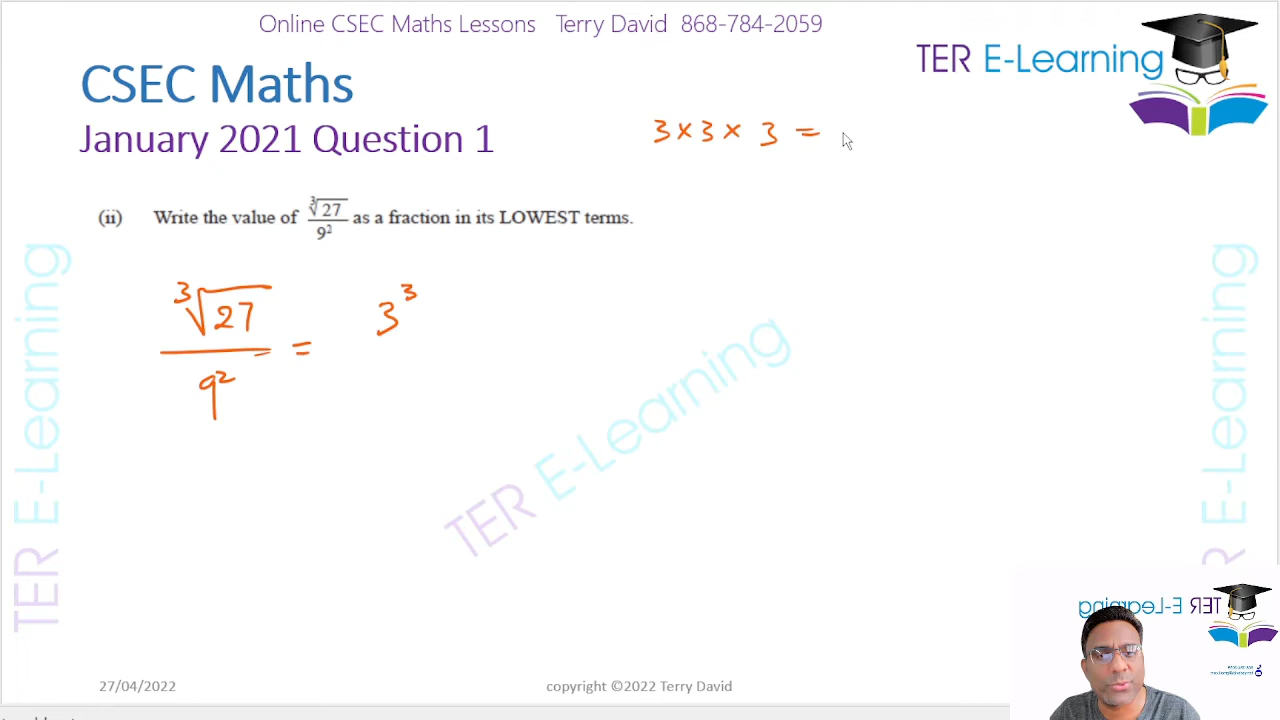 Online CSEC Maths Lessons Terry David 868-784-2059
TER E-Learning
CSEC Maths
January 2021 Question 1
3 × 3 × 3 =
(ii) Write the value of ∛27 / 9² as a fraction in its LOWEST terms.
∛27 / 9² = 3³
TER E-Learning
TER E-Learning
TER E-Learning
TER E-Learning
27/04/2022
copyright ©2022 Terry David